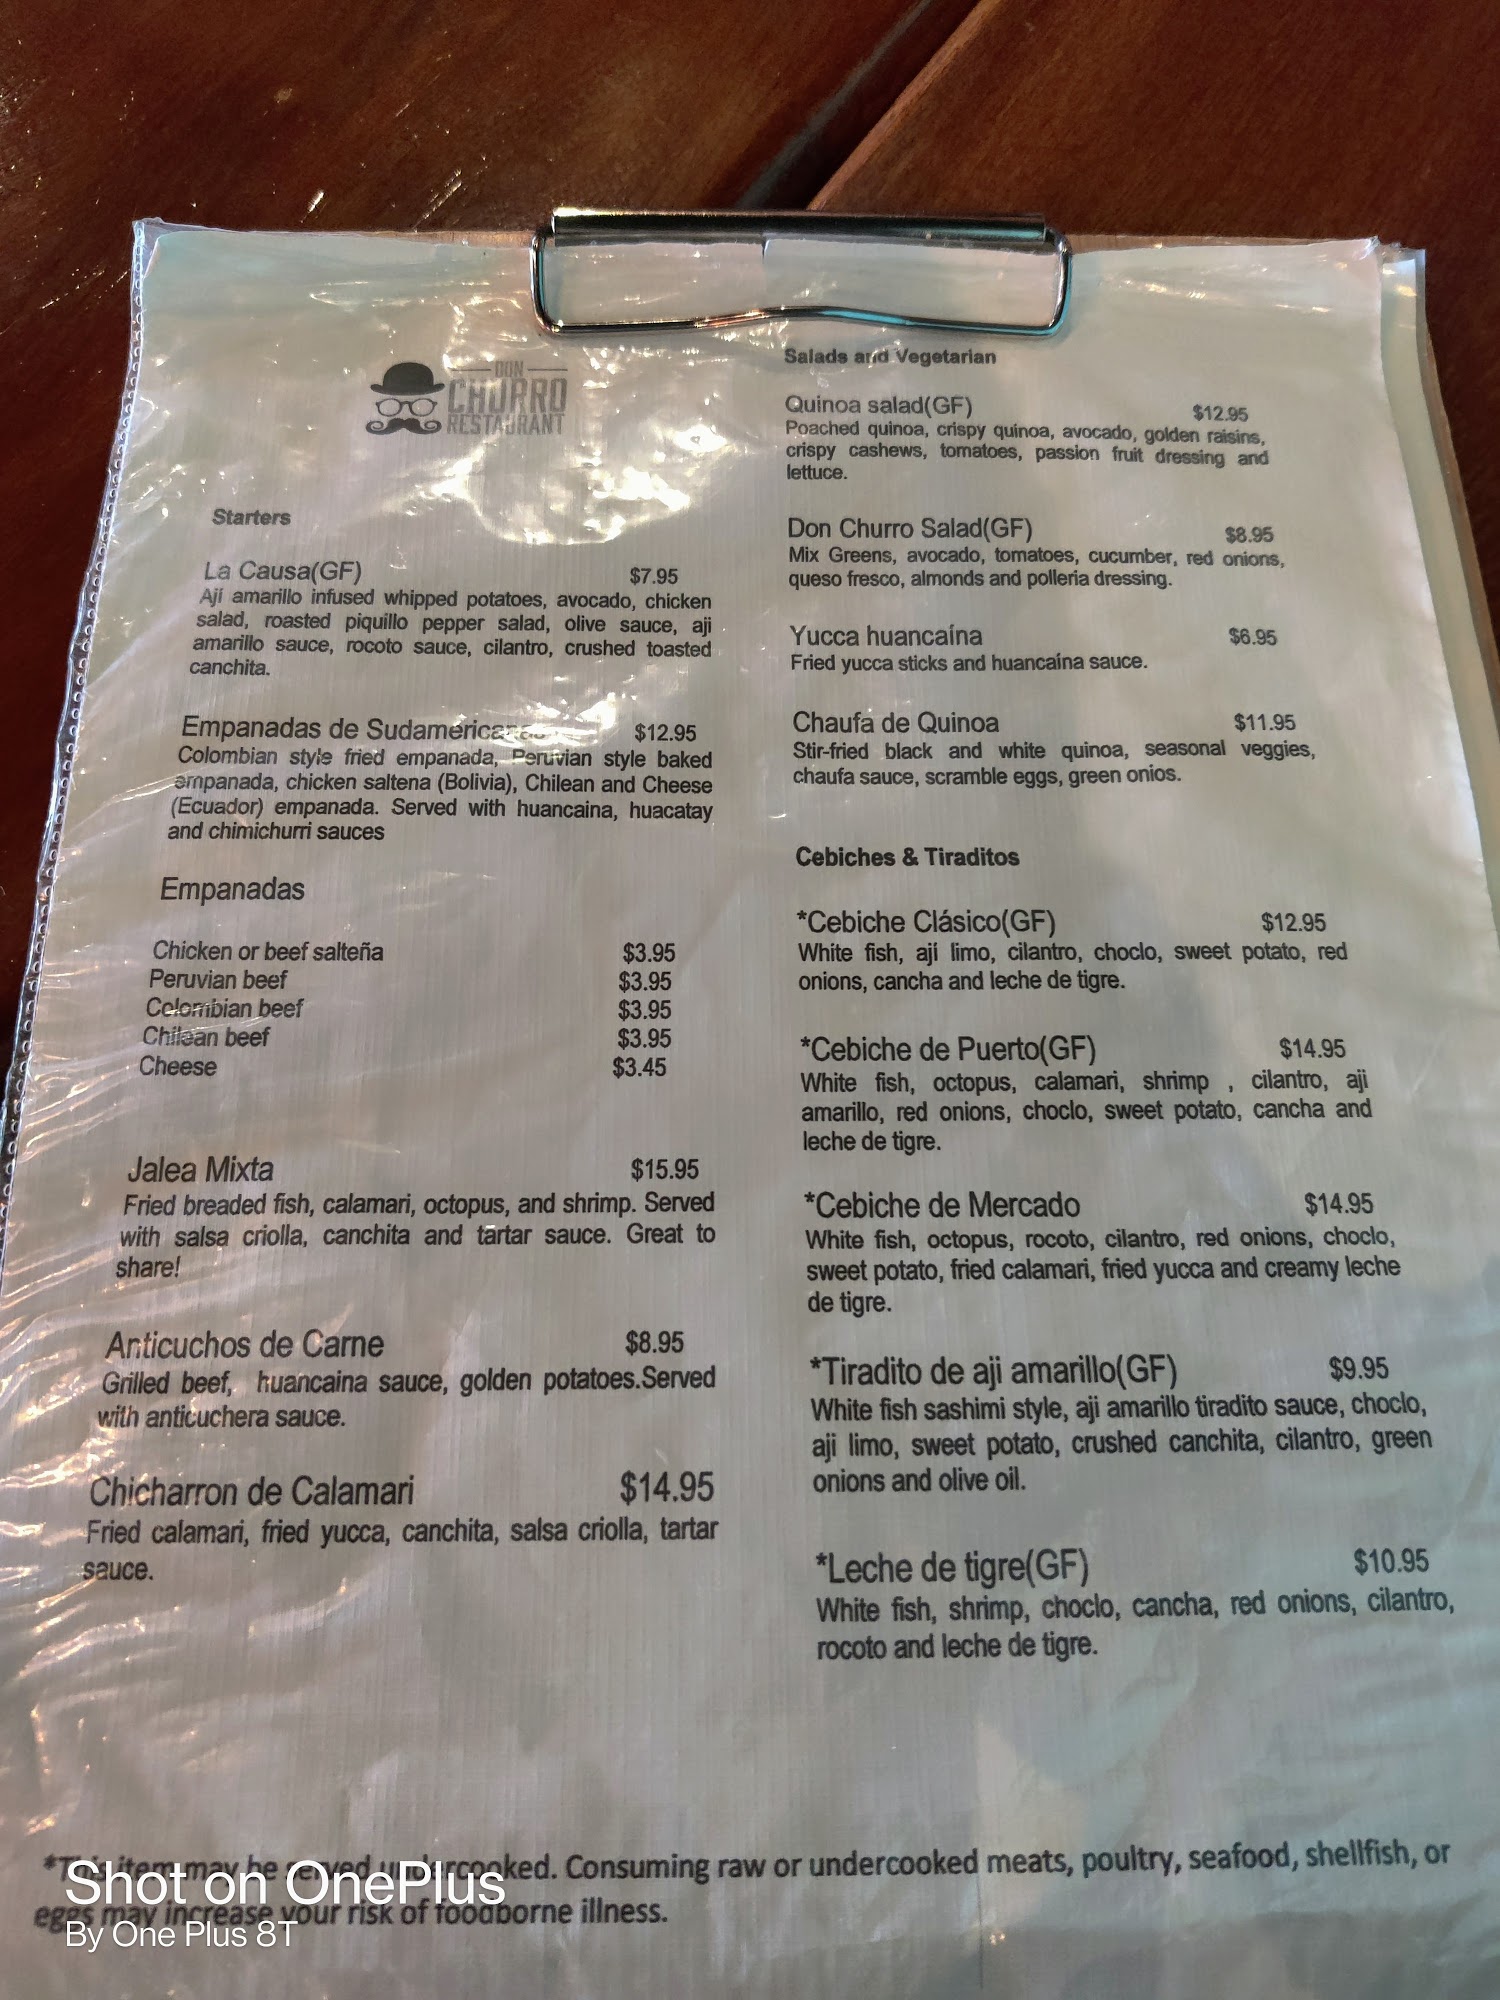 DON
CHURRO
RESTAURANT
Starters
La Causa(GF) $7.95
Ají amarillo infused whipped potatoes, avocado, chicken
salad, roasted piquillo pepper salad, olive sauce, aji
amarillo sauce, rocoto sauce, cilantro, crushed toasted
canchita.
Empanadas de $12.95
Colombian style fried empanada, Peruvian style baked
empanada, chicken saltena (Bolivia), Chilean and Cheese
(Ecuador) empanada. Served with huancaina, huacatay
and chimichurri sauces
Empanadas
Chicken or beef salteña $3.95
Peruvian beef $3.95
Colombian beef $3.95
Chilean beef $3.95
Cheese $3.45
Jalea Mixta $15.95
Fried breaded fish, calamari, octopus, and shrimp. Served
with salsa criolla, canchita and tartar sauce. Great to
share!
Anticuchos de Carne $8.95
Grilled beef, huancaina sauce, golden potatoes.Served
with anticuchera sauce.
Chicharron de Calamari $14.95
Fried calamari, fried yucca, canchita, salsa criolla, tartar
sauce.
Salads and Vegetarian
Quinoa salad(GF) $12.95
Poached quinoa, crispy quinoa, avocado, golden raisins,
crispy cashews, tomatoes, passion fruit dressing and
lettuce.
Don Churro Salad(GF) $8.95
Mix Greens, avocado, tomatoes, cucumber, red onions,
queso fresco, almonds and polleria dressing.
Yucca huancaína $6.95
Fried yucca sticks and huancaína sauce.
Chaufa de Quinoa $11.95
Stir-fried black and white quinoa, seasonal veggies,
chaufa sauce, scramble eggs, green onios.
Cebiches & Tiraditos
*Cebiche Clásico(GF) $12.95
White fish, ají limo, cilantro, choclo, sweet potato, red
onions, cancha and leche de tigre.
*Cebiche de Puerto(GF) $14.95
White fish, octopus, calamari, shrimp , cilantro, aji
amarillo, red onions, choclo, sweet potato, cancha and
leche de tigre.
*Cebiche de Mercado $14.95
White fish, octopus, rocoto, cilantro, red onions, choclo,
sweet potato, fried calamari, fried yucca and creamy leche
de tigre.
*Tiradito de aji amarillo(GF) $9.95
White fish sashimi style, aji amarillo tiradito sauce, choclo,
aji limo, sweet potato, crushed canchita, cilantro, green
onions and olive oil.
*Leche de tigre(GF) $10.95
White fish, shrimp, choclo, cancha, red onions, cilantro,
rocoto and leche de tigre.
*This item may be served undercooked. Consuming raw or undercooked meats, poultry, seafood, shellfish, or
eggs may increase your risk of foodborne illness.
Shot on OnePlus
By One Plus 8T